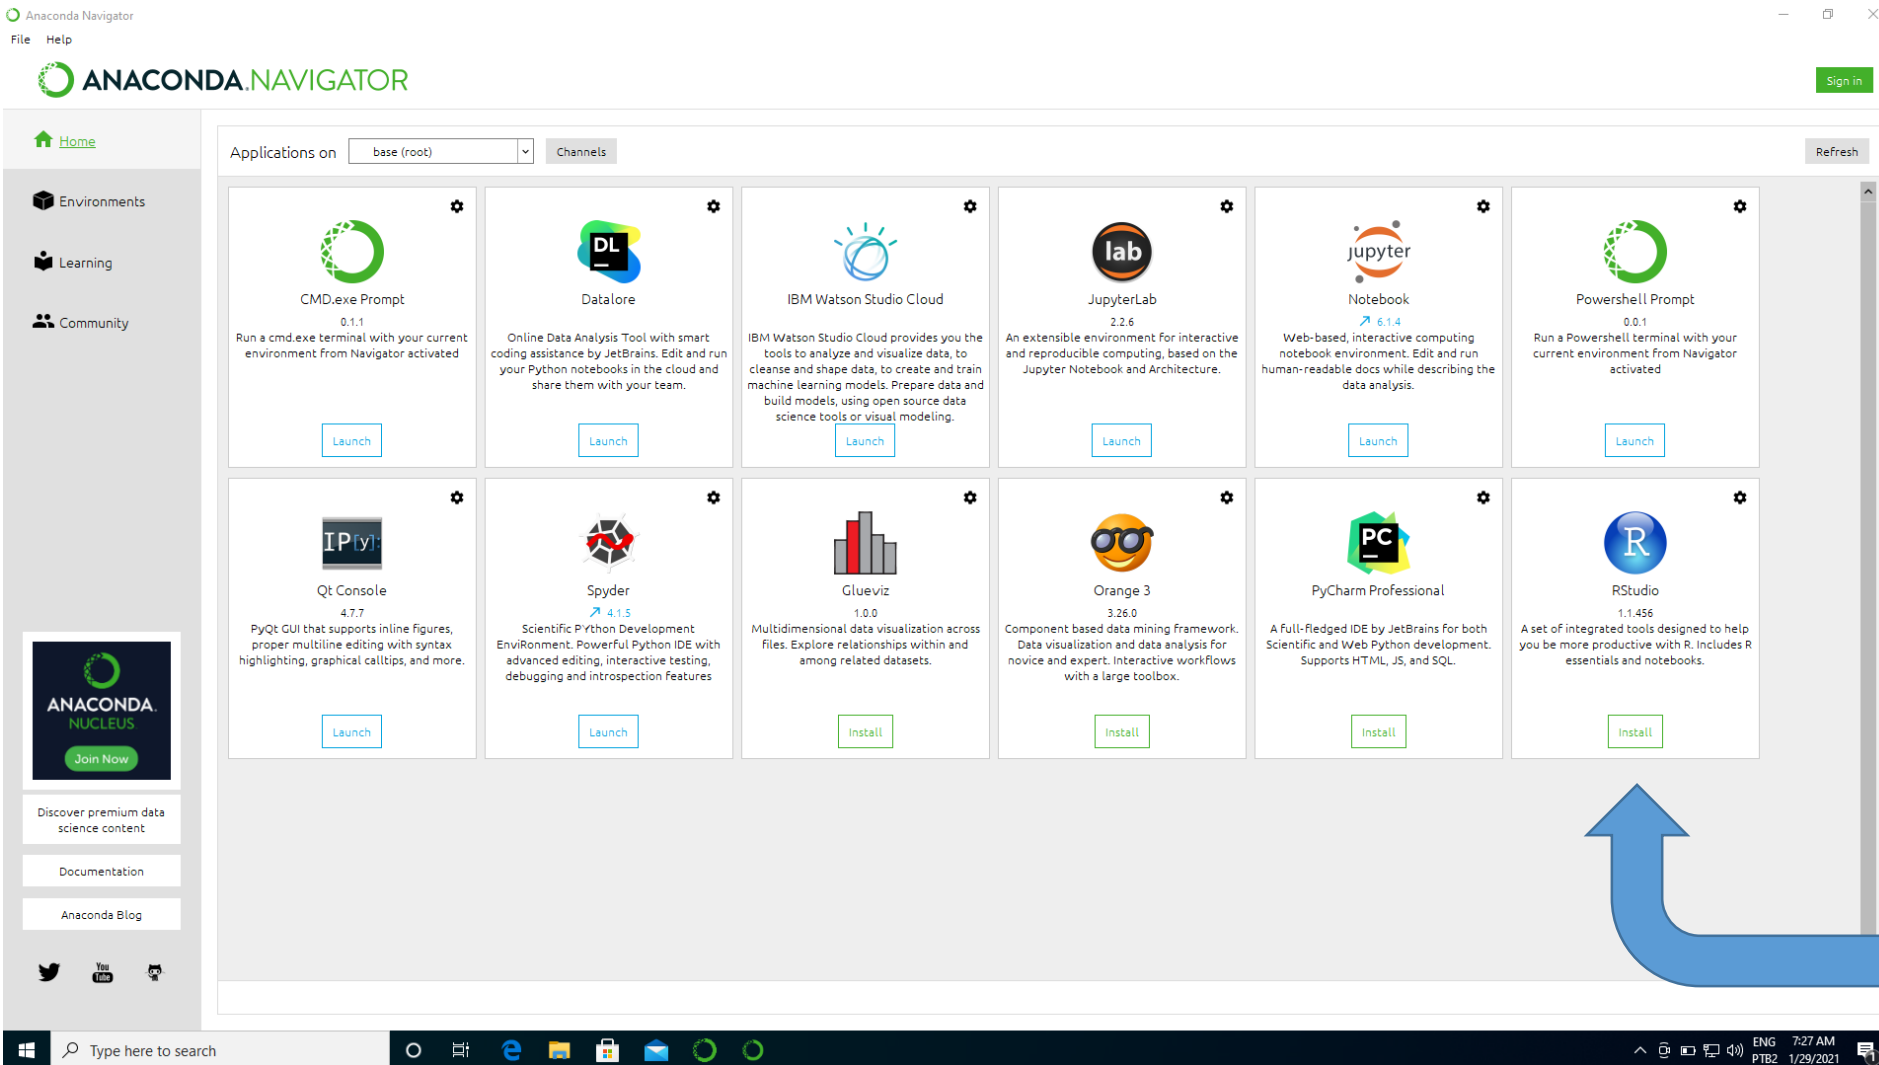 Anaconda Navigator
File Help
ANACONDA.NAVIGATOR
Sign in
Home
Environments
Learning
Community
Applications on base (root) Channels
Refresh
CMD.exe Prompt
0.1.1
Run a cmd.exe terminal with your current
environment from Navigator activated
Launch
DL
Datalore
Online Data Analysis Tool with smart
coding assistance by JetBrains. Edit and run
your Python notebooks in the cloud and
share them with your team.
Launch
IBM Watson Studio Cloud
IBM Watson Studio Cloud provides you the
tools to analyze and visualize data, to
cleanse and shape data, to create and train
machine learning models. Prepare data and
build models, using open source data
science tools or visual modeling.
Launch
lab
JupyterLab
2.2.6
An extensible environment for interactive
and reproducible computing, based on the
Jupyter Notebook and Architecture.
Launch
jupyter
Notebook
6.1.4
Web-based, interactive computing
notebook environment. Edit and run
human-readable docs while describing the
data analysis.
Launch
Powershell Prompt
0.0.1
Run a Powershell terminal with your
current environment from Navigator
activated
Launch
IP[y]:
Qt Console
4.7.7
PyQt GUI that supports inline figures,
proper multiline editing with syntax
highlighting, graphical calltips, and more.
Launch
Spyder
4.1.5
Scientific PYthon Development
EnviRonment. Powerful Python IDE with
advanced editing, interactive testing,
debugging and introspection features
Launch
Glueviz
1.0.0
Multidimensional data visualization across
files. Explore relationships within and
among related datasets.
Install
Orange 3
3.26.0
Component based data mining framework.
Data visualization and data analysis for
novice and expert. Interactive workflows
with a large toolbox.
Install
PC
PyCharm Professional
A full-fledged IDE by JetBrains for both
Scientific and Web Python development.
Supports HTML, JS, and SQL.
Install
R
RStudio
1.1.456
A set of integrated tools designed to help
you be more productive with R. Includes R
essentials and notebooks.
Install
ANACONDA.
NUCLEUS
Join Now
Discover premium data
science content
Documentation
Anaconda Blog
You
Tube
Type here to search
ENG
PTB2
7:27 AM
1/29/2021
1